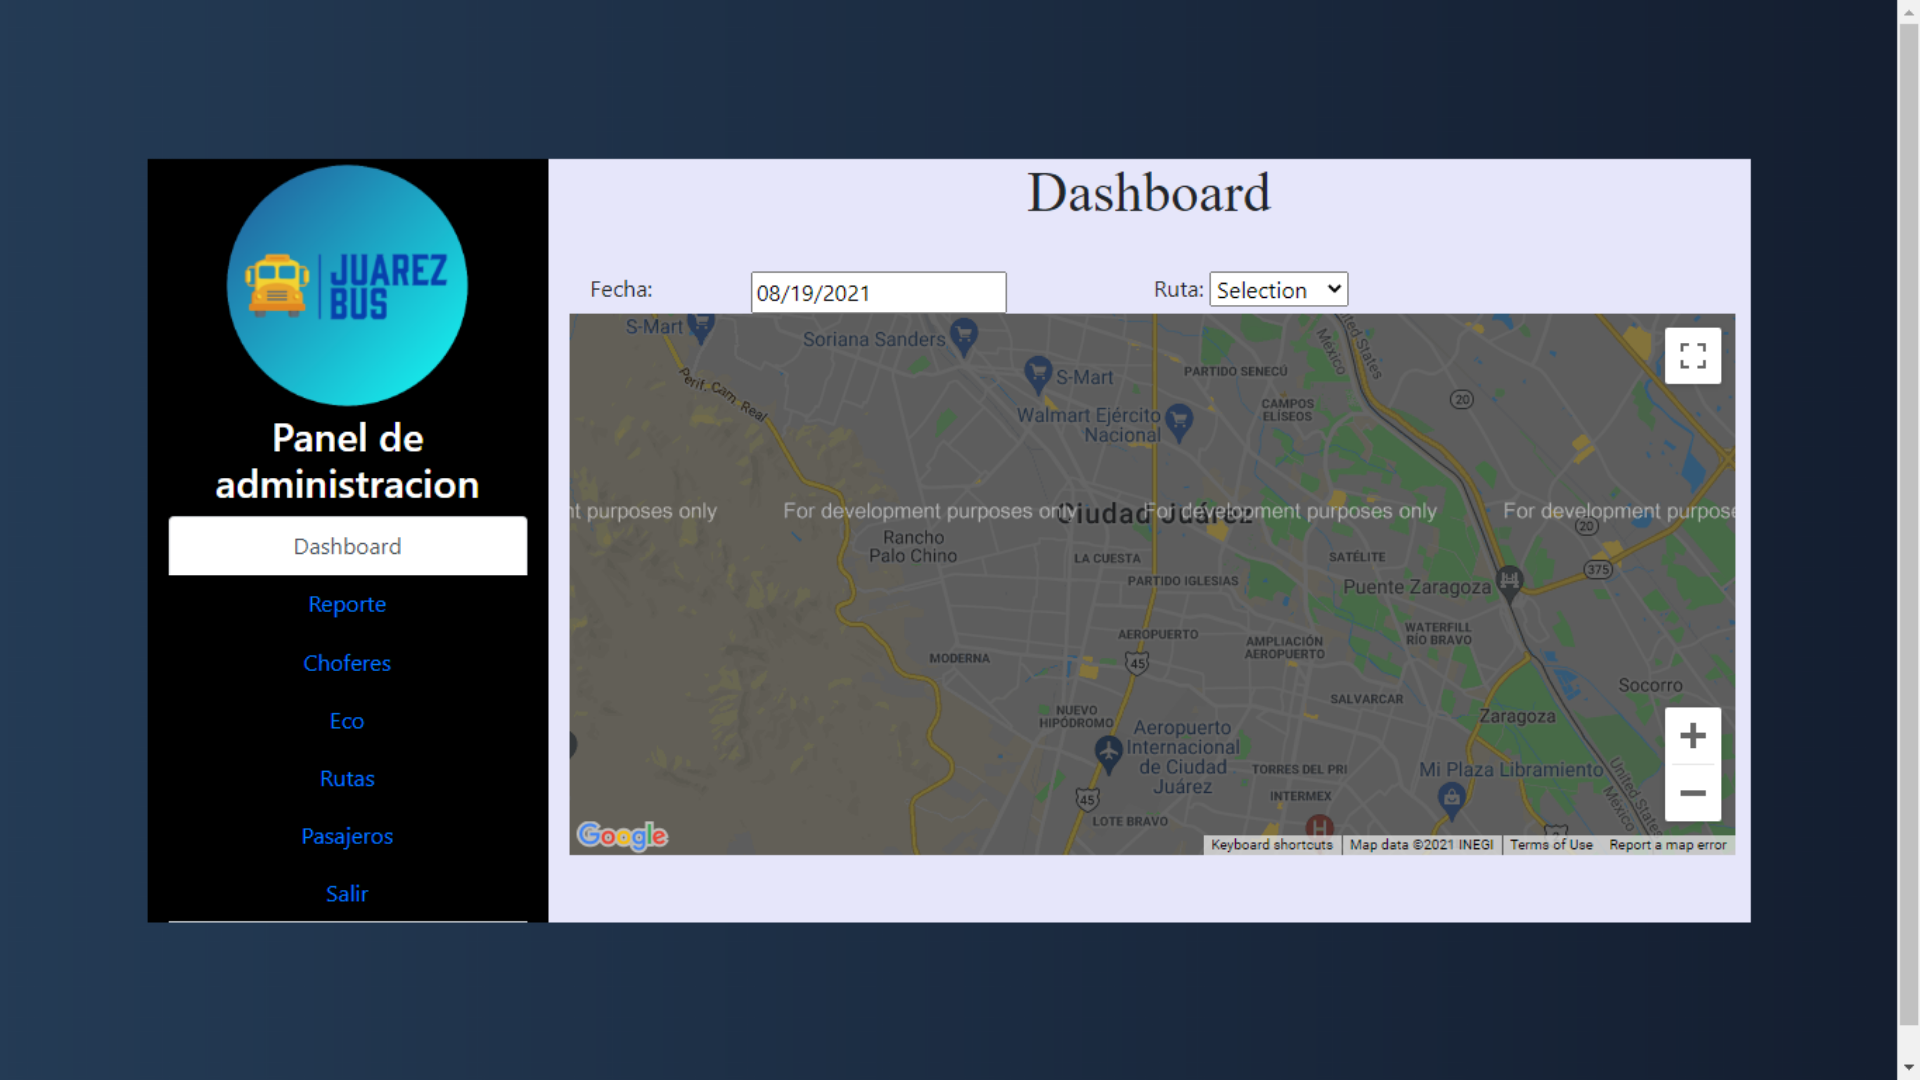 JUAREZ
BUS
Panel de
administracion
Dashboard
Reporte
Choferes
Eco
Rutas
Pasajeros
Salir
Dashboard
Fecha:
08/19/2021
Ruta:
Selection
S-Mart
Soriana Sanders
Perif. Cam. Real
S-Mart
Walmart Ejército
Nacional
PARTIDO SENECÚ
CAMPOS
ELÍSEOS
United States
México
20
nt purposes only
For development purposes only
Ciudad Juárez
For development purposes only
For development purpose
20
Rancho
Palo Chino
LA CUESTA
SATÉLITE
PARTIDO IGLESIAS
Puente Zaragoza
375
AEROPUERTO
AMPLIACIÓN
AEROPUERTO
WATERFILL
RÍO BRAVO
MODERNA
45
SALVARCAR
Socorro
NUEVO
HIPÓDROMO
Zaragoza
Aeropuerto
Internacional
de Ciudad
Juárez
TORRES DEL PRI
Mi Plaza Libramiento
United States
México
45
INTERMEX
LOTE BRAVO
H
2
Google
Keyboard shortcuts
Map data ©2021 INEGI
Terms of Use
Report a map error